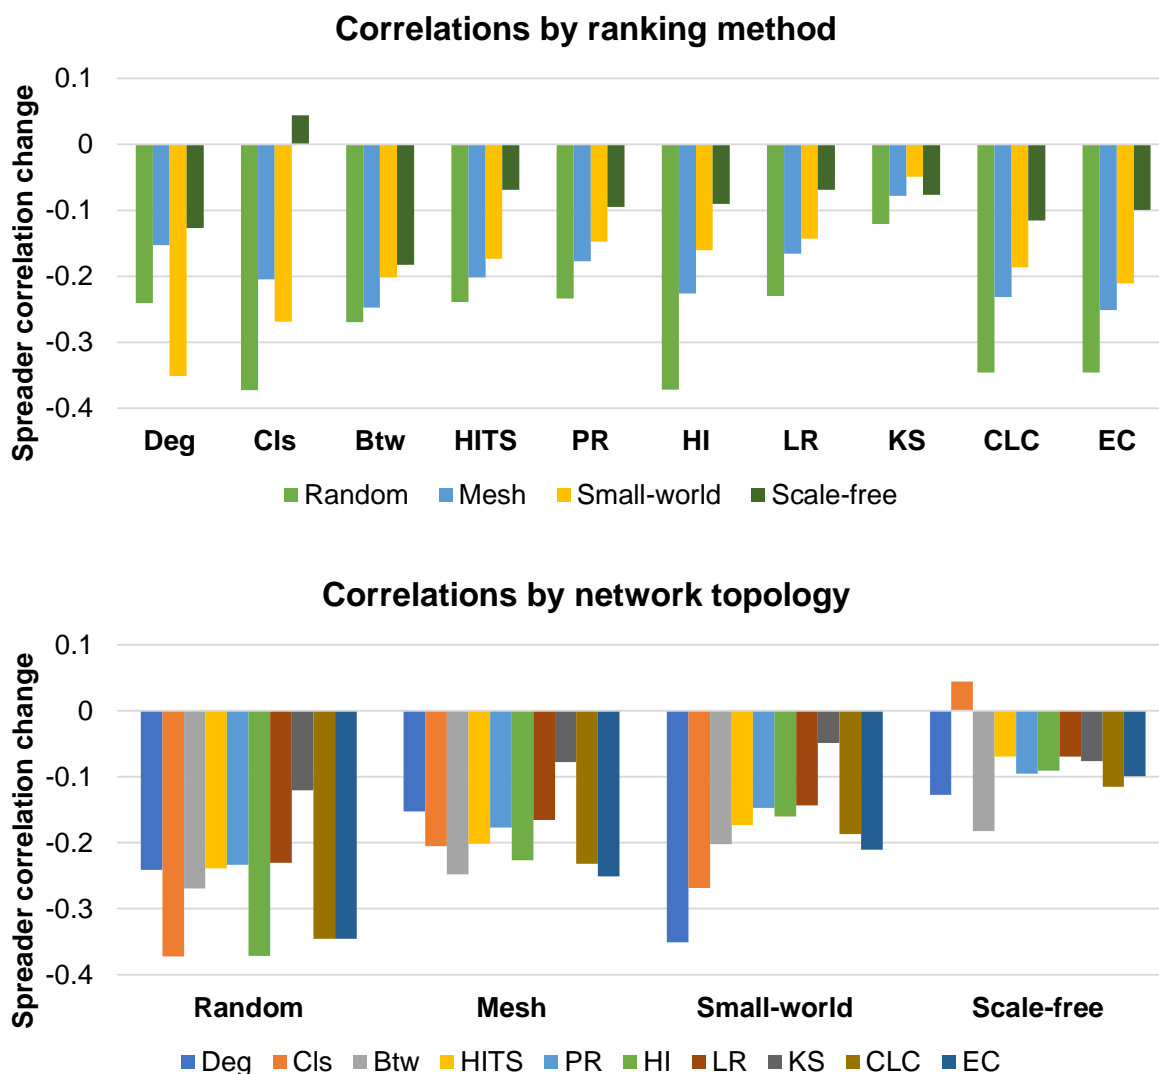 Correlations by ranking method
Spreader correlation change
0.1
0
-0.1
-0.2
-0.3
-0.4
Deg Cls Btw HITS PR HI LR KS CLC EC
Random Mesh Small-world Scale-free
Correlations by network topology
Spreader correlation change
0.1
0
-0.1
-0.2
-0.3
-0.4
Random Mesh Small-world Scale-free
Deg Cls Btw HITS PR HI LR KS CLC EC